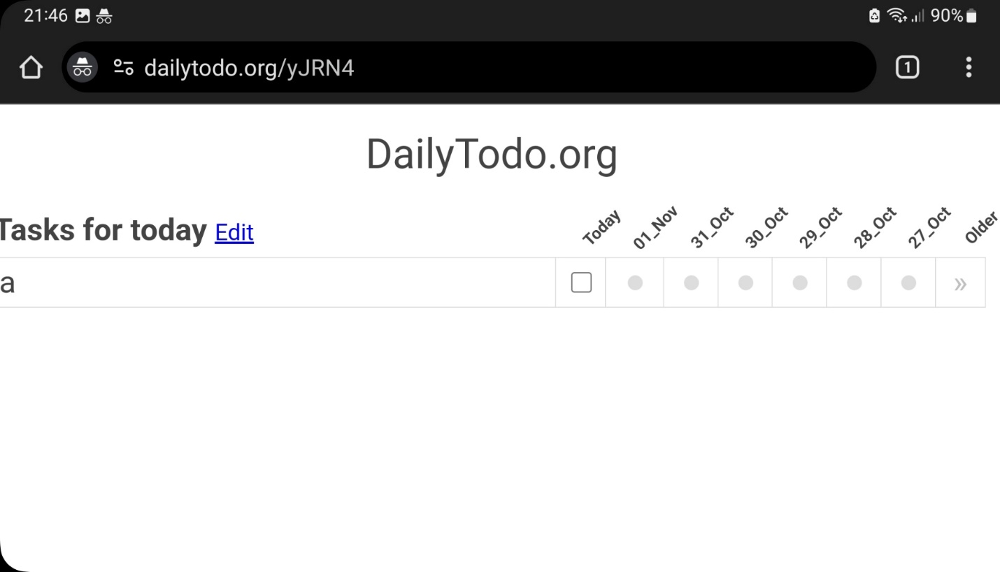 21:46 90%
dailytodo.org/yJRN4 1
DailyTodo.org
Tasks for today Edit Today 01_Nov 31_Oct 30_Oct 29_Oct 28_Oct 27_Oct Older
a »